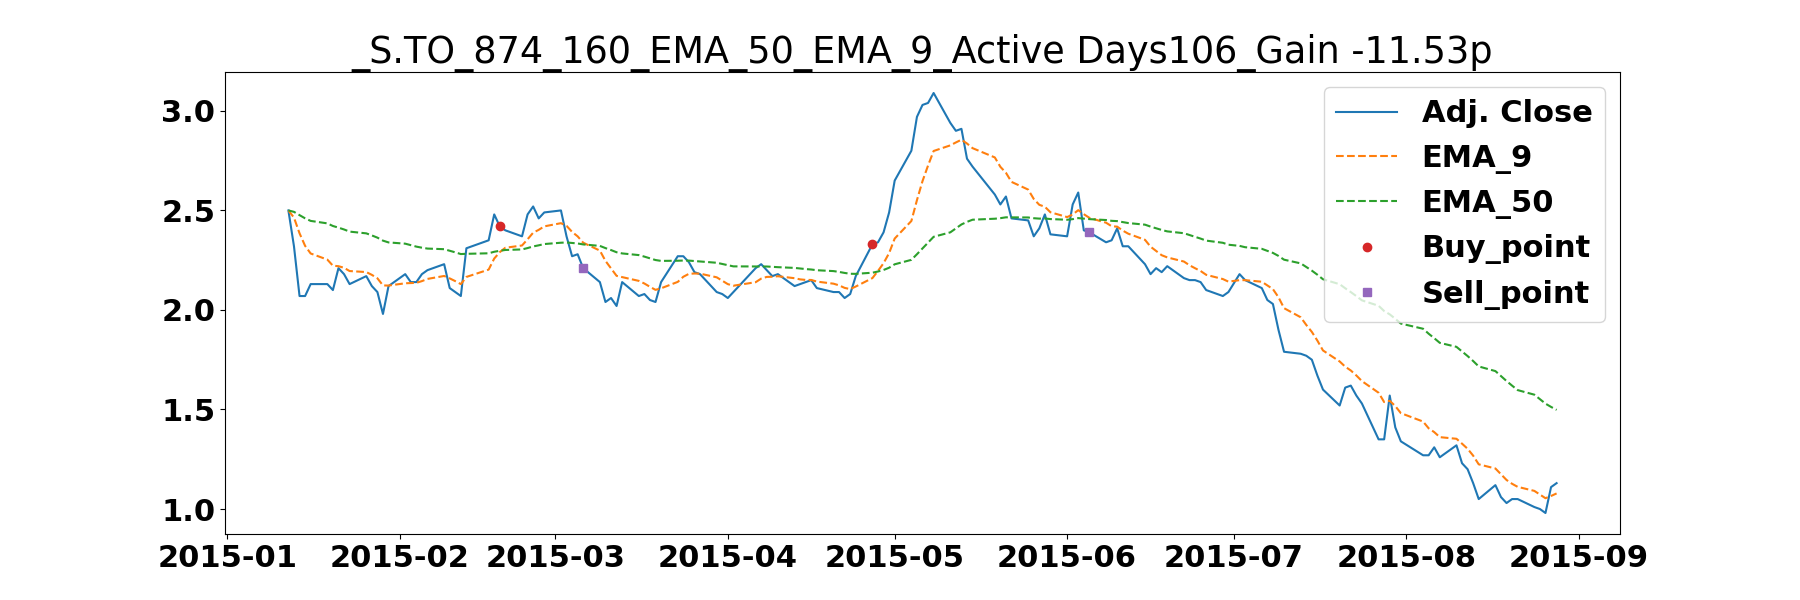 _S.TO_874_160_EMA_50_EMA_9_Active Days106_Gain -11.53p
3.0
2.5
2.0
1.5
1.0
Adj. Close
EMA_9
EMA_50
Buy_point
Sell_point
2015-01 2015-02 2015-03 2015-04 2015-05 2015-06 2015-07 2015-08 2015-09